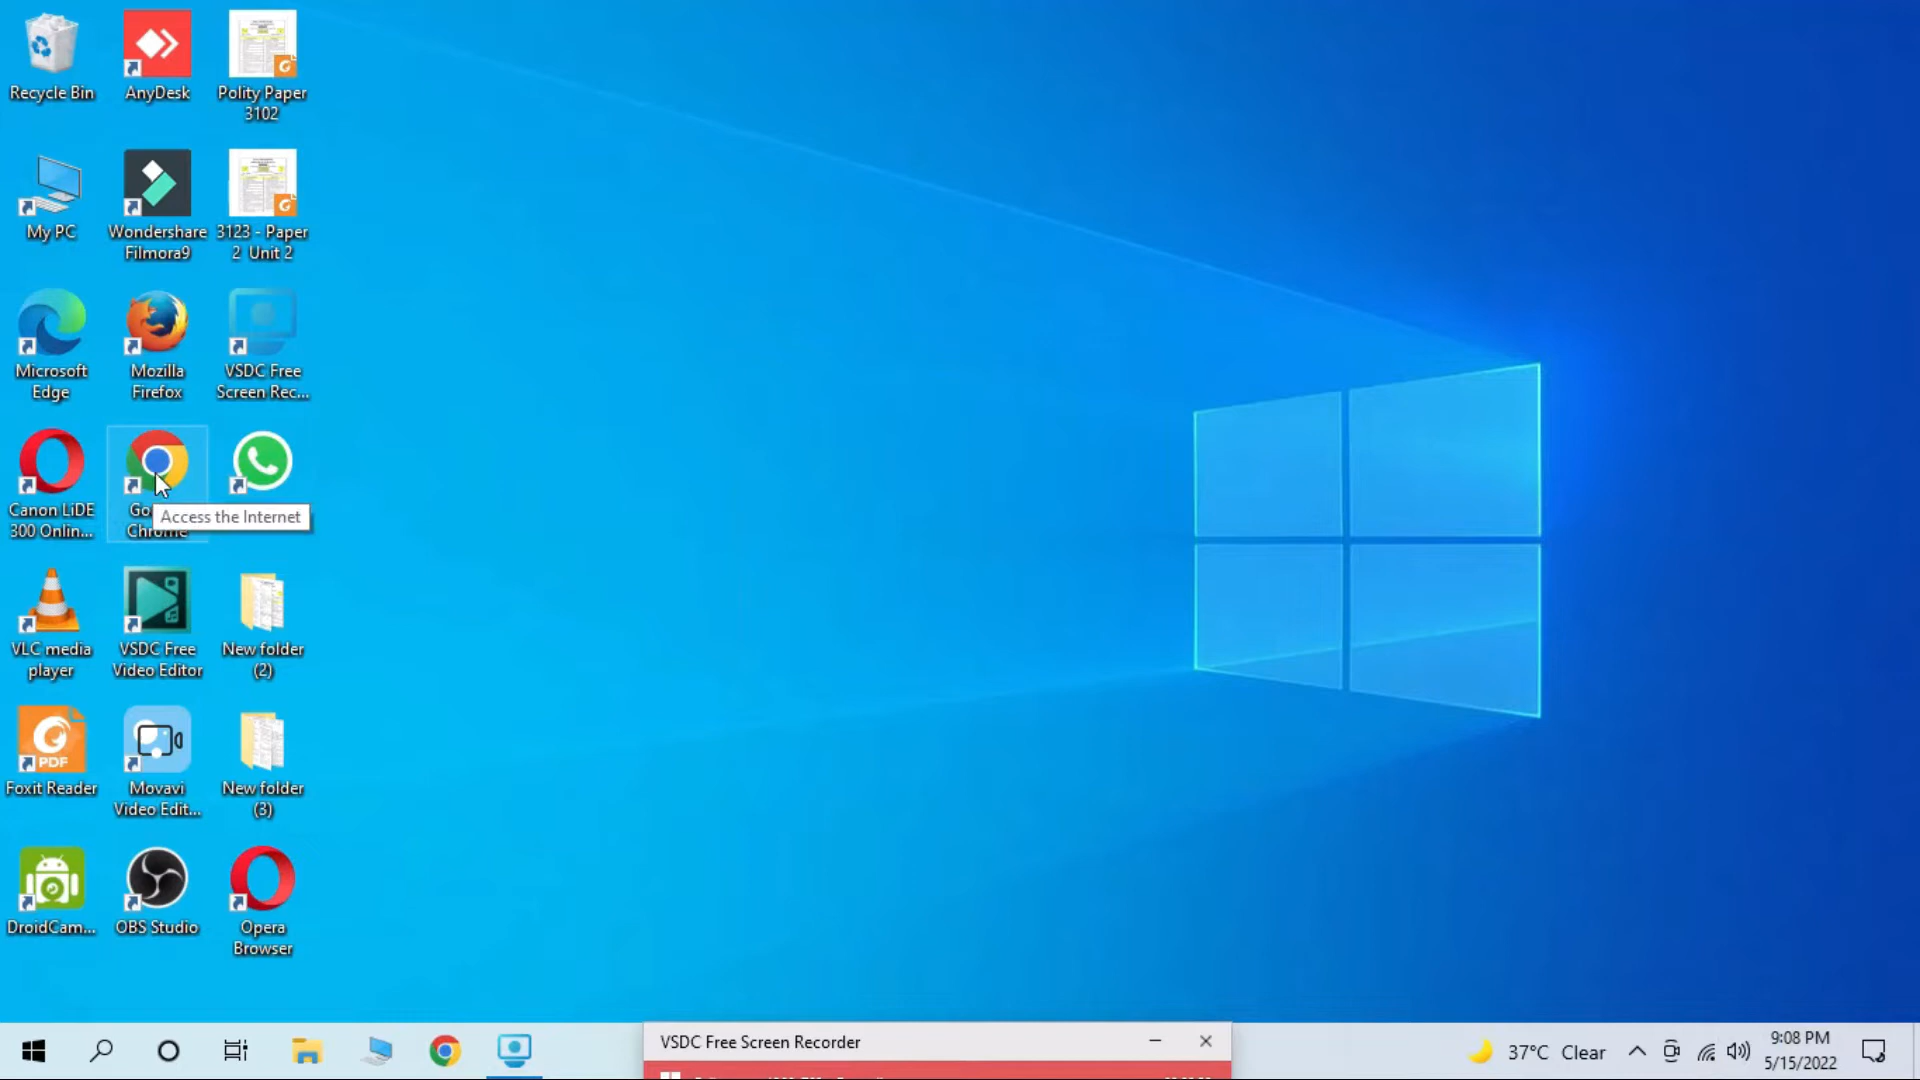 Recycle Bin
AnyDesk
Polity Paper
3102
My PC
Wondershare
Filmora9
3123 - Paper
2 Unit 2
Microsoft
Edge
Mozilla
Firefox
VSDC Free
Screen Rec...
Canon LiDE
300 Onlin...
Go
Chrome
Access the Internet
VLC media
player
VSDC Free
Video Editor
New folder
(2)
PDF
Foxit Reader
Movavi
Video Edit...
New folder
(3)
DroidCam...
OBS Studio
Opera
Browser
VSDC Free Screen Recorder
37°C Clear
9:08 PM
5/15/2022